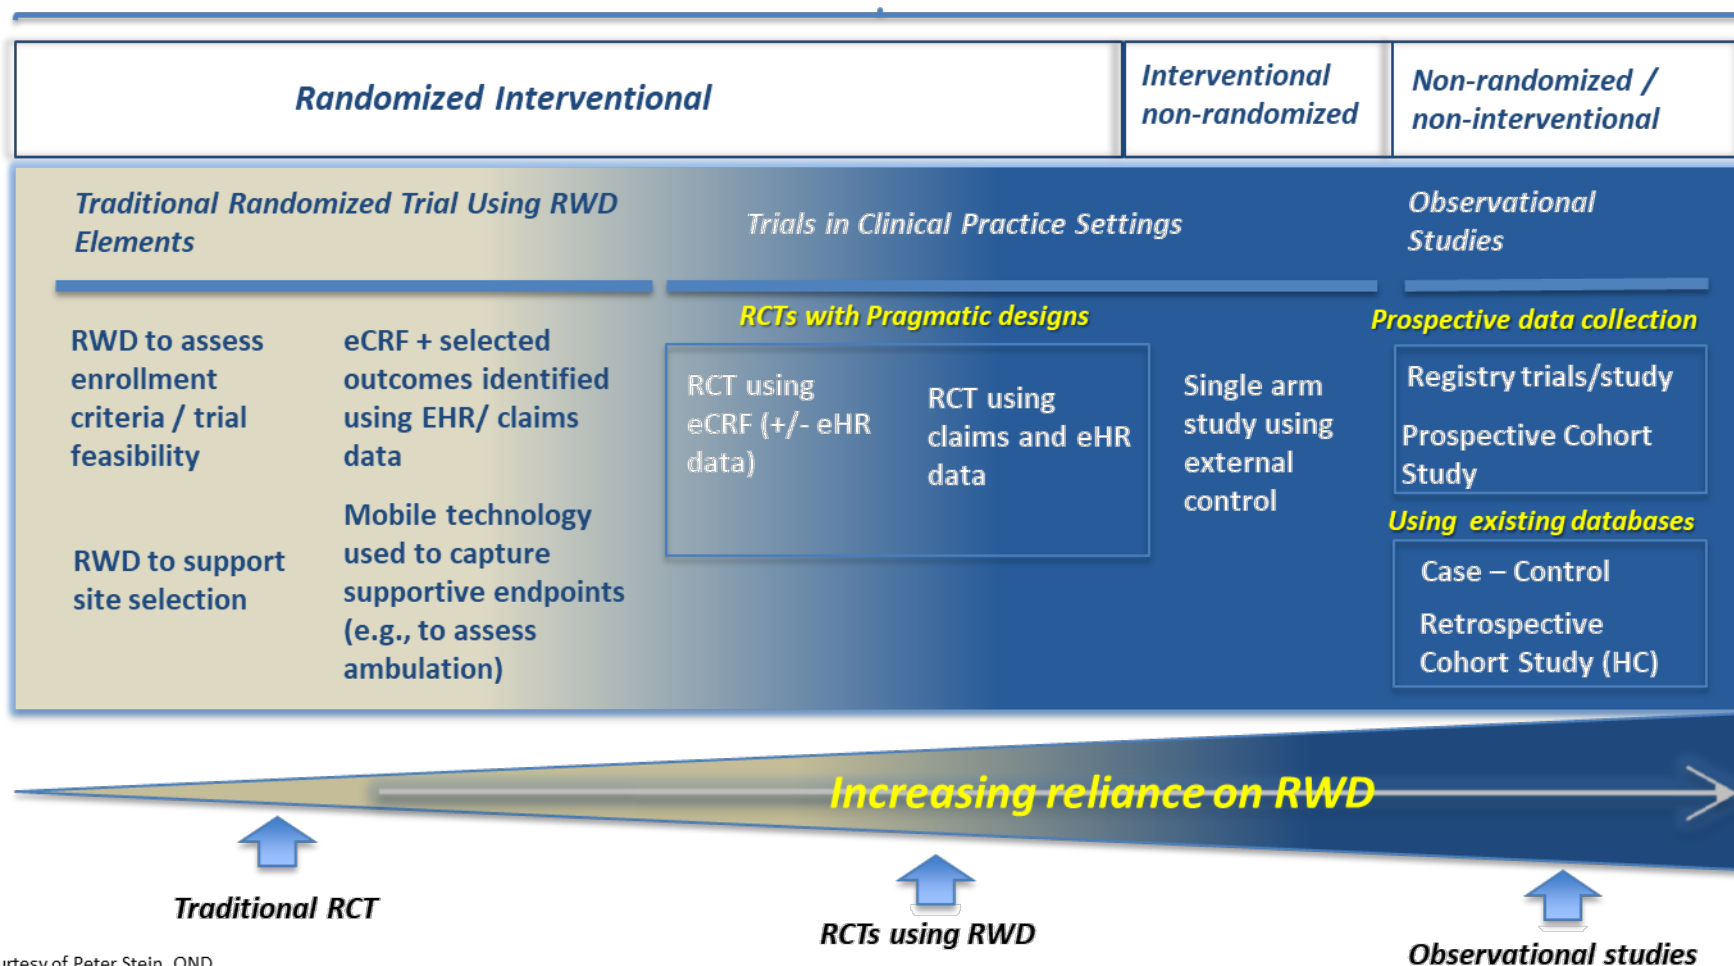 Randomized Interventional
Interventional
non-randomized
Non-randomized /
non-interventional
Traditional Randomized Trial Using RWD
Elements
Trials in Clinical Practice Settings
Observational
Studies
RWD to assess
enrollment
criteria / trial
feasibility
RWD to support
site selection
eCRF + selected
outcomes identified
using EHR/ claims
data
Mobile technology
used to capture
supportive endpoints
(e.g., to assess
ambulation)
RCTs with Pragmatic designs
RCT using
eCRF (+/- eHR
data)
RCT using
claims and eHR
data
Single arm
study using
external
control
Prospective data collection
Registry trials/study
Prospective Cohort
Study
Using existing databases
Case – Control
Retrospective
Cohort Study (HC)
Increasing reliance on RWD
Traditional RCT
RCTs using RWD
Observational studies
of Peter Stein, OND